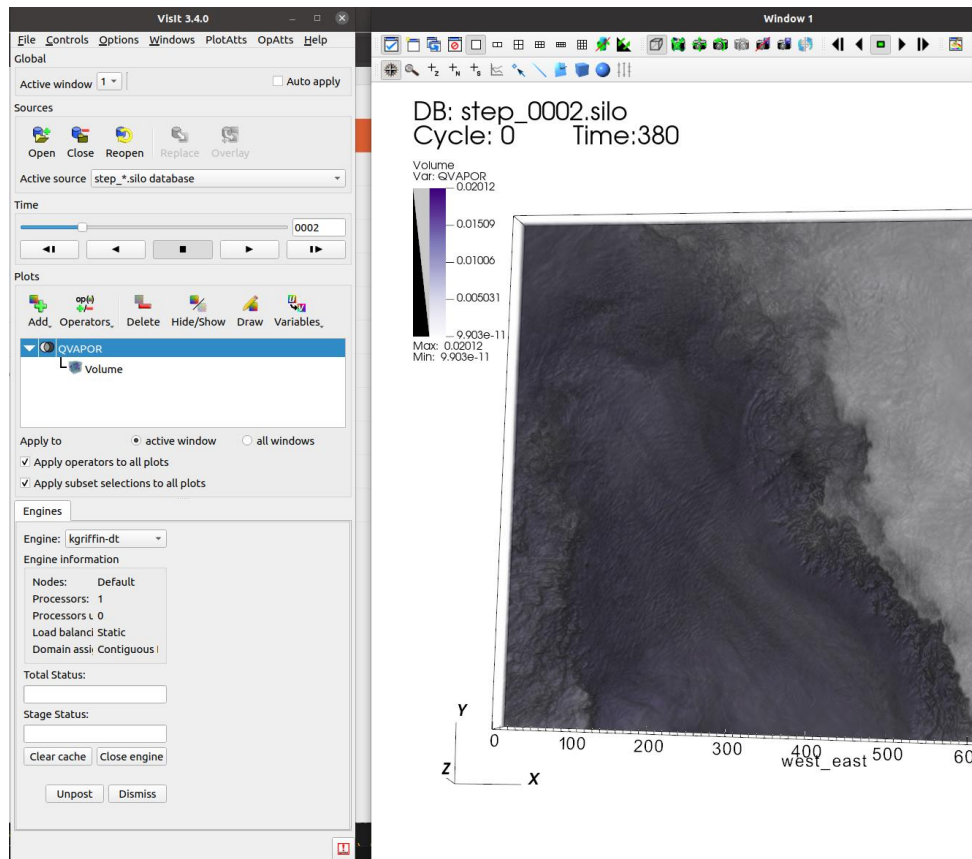 VisIt 3.4.0
File Controls Options Windows PlotAtts OpAtts Help
Global
Active window 1 Auto apply
Sources
Open Close Reopen Replace Overlay
Active source step_*.silo database
Time
0002
Plots
Add Operators Delete Hide/Show Draw Variables
QVAPOR
Volume
Apply to active window all windows
Apply operators to all plots
Apply subset selections to all plots
Engines
Engine: kgriffin-dt
Engine information
Nodes: Default
Processors: 1
Processors u 0
Load balanci Static
Domain assi Contiguous
Total Status:
Stage Status:
Clear cache Close engine
Unpost Dismiss
Window 1
DB: step_0002.silo
Cycle: 0 Time:380
Volume
Var: QVAPOR
0.02012
0.01509
0.01006
0.005031
9.903e-11
Max: 0.02012
Min: 9.903e-11
Y
Z
X
0 100 200 300 400 500 60
west_east